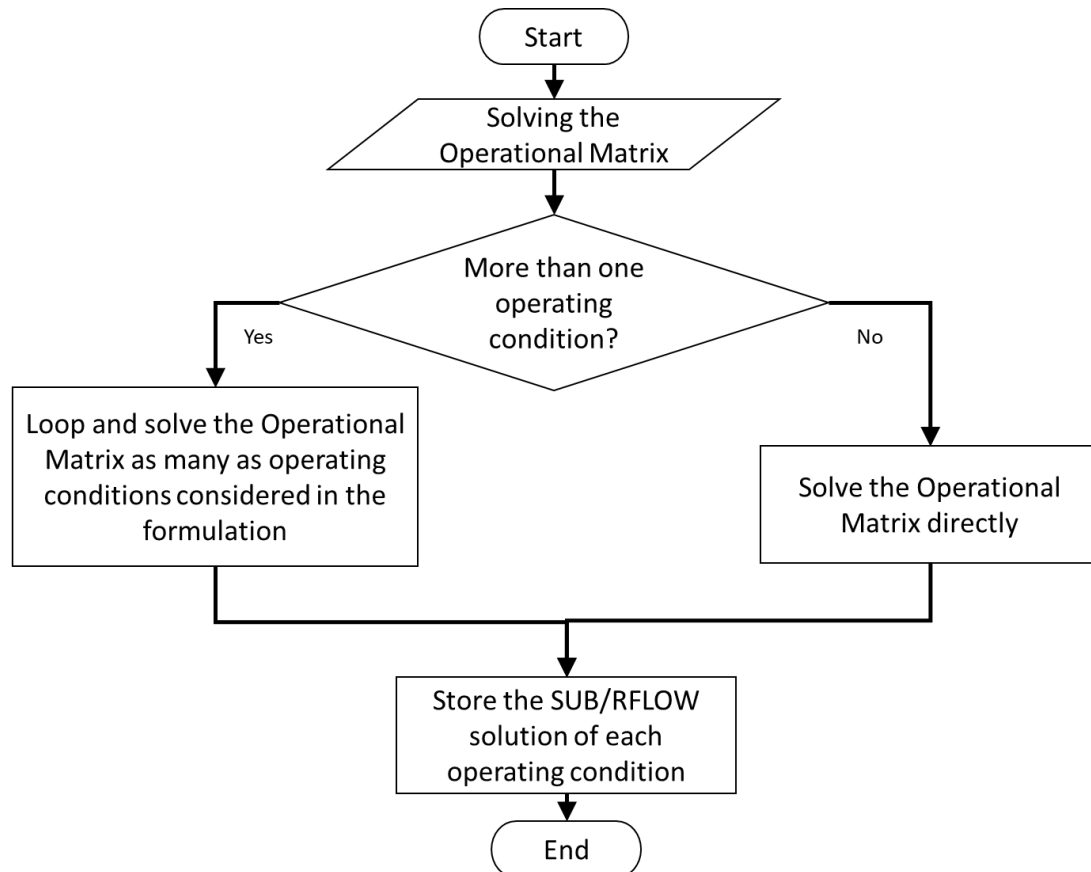 Start
Solving the
Operational Matrix
More than one
operating
condition?
Yes
No
Loop and solve the Operational
Matrix as many as operating
conditions considered in the
formulation
Solve the Operational
Matrix directly
Store the SUB/RFLOW
solution of each
operating condition
End